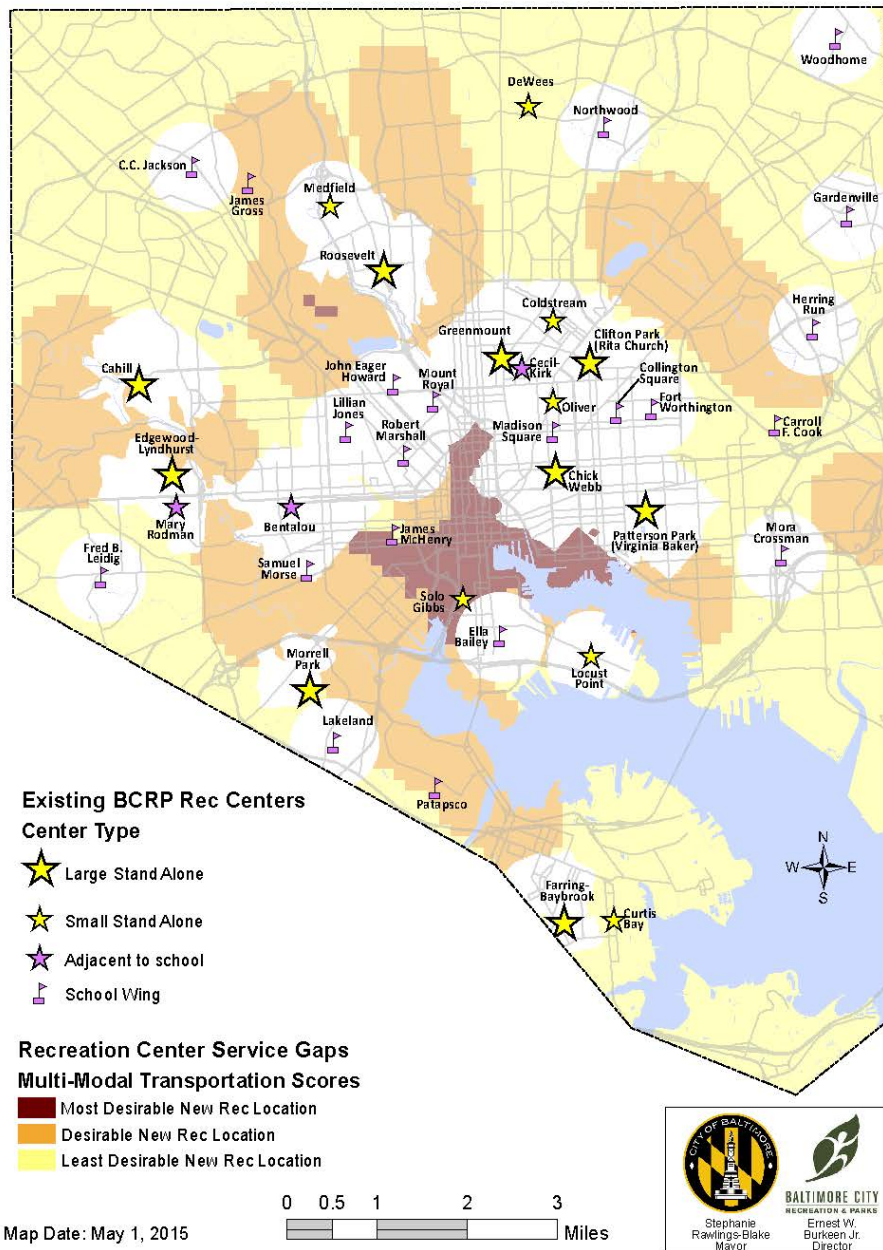 Woodhome
DeWees
Northwood
C.C. Jackson
James
Gross
Medfield
Gardenville
Roosevelt
Coldstream
Herring
Run
Greenmount
Clifton Park
(Rita Church)
Cahill
John Eager
Howard
Mount
Royal
Cecil-
Kirk
Collington
Square
Lillian
Jones
Oliver
Fort
Worthington
Edgewood-
Lyndhurst
Robert
Marshall
Madison
Square
Carroll
F. Cook
Chick
Webb
Mary
Rodman
Bentalou
James
McHenry
Patterson Park
(Virginia Baker)
Mora
Crossman
Fred B.
Leidig
Samuel
Morse
Solo
Gibbs
Ella
Bailey
Morrell
Park
Locust
Point
Lakeland
Patapsco
Farring-
Baybrook
Curtis
Bay
N
W E
S
Existing BCRP Rec Centers
Center Type
Large Stand Alone
Small Stand Alone
Adjacent to school
School Wing
Recreation Center Service Gaps
Multi-Modal Transportation Scores
Most Desirable New Rec Location
Desirable New Rec Location
Least Desirable New Rec Location
Map Date: May 1, 2015
0 0.5 1 2 3
Miles
CITY OF BALTIMORE
BALTIMORE CITY
RECREATION & PARKS
Stephanie
Rawlings-Blake
Mayor
Ernest W.
Burkeen Jr.
Director